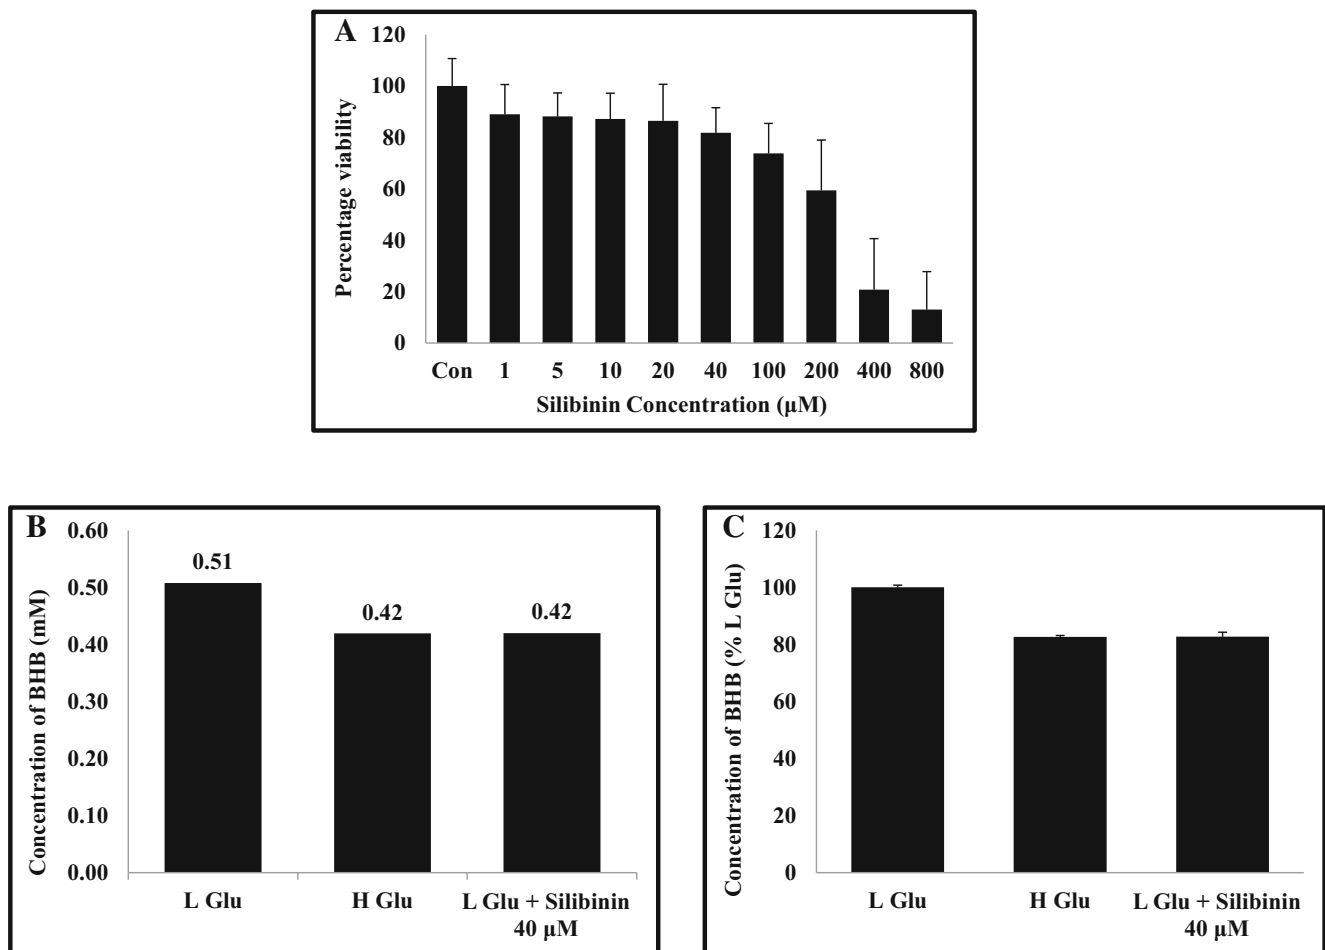 A
Percentage viability
120
100
80
60
40
20
0
Con 1 5 10 20 40 100 200 400 800
Silibinin Concentration (µM)
B
Concentration of BHB (mM)
0.60
0.50
0.40
0.30
0.20
0.10
0.00
0.51 0.42 0.42
L Glu H Glu L Glu + Silibinin
40 µM
C
Concentration of BHB (% L Glu)
120
100
80
60
40
20
0
L Glu H Glu L Glu + Silibinin
40 µM